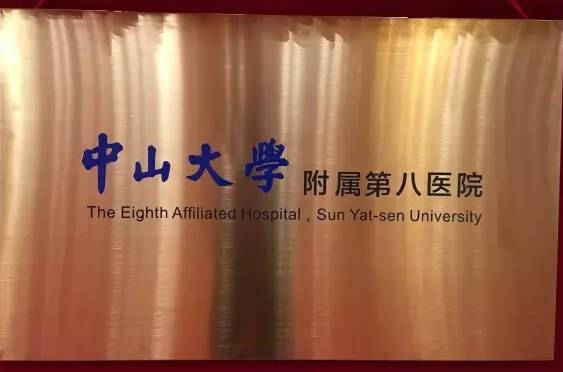 中山大學 附属第八医院
The Eighth Affiliated Hospital , Sun Yat-sen University